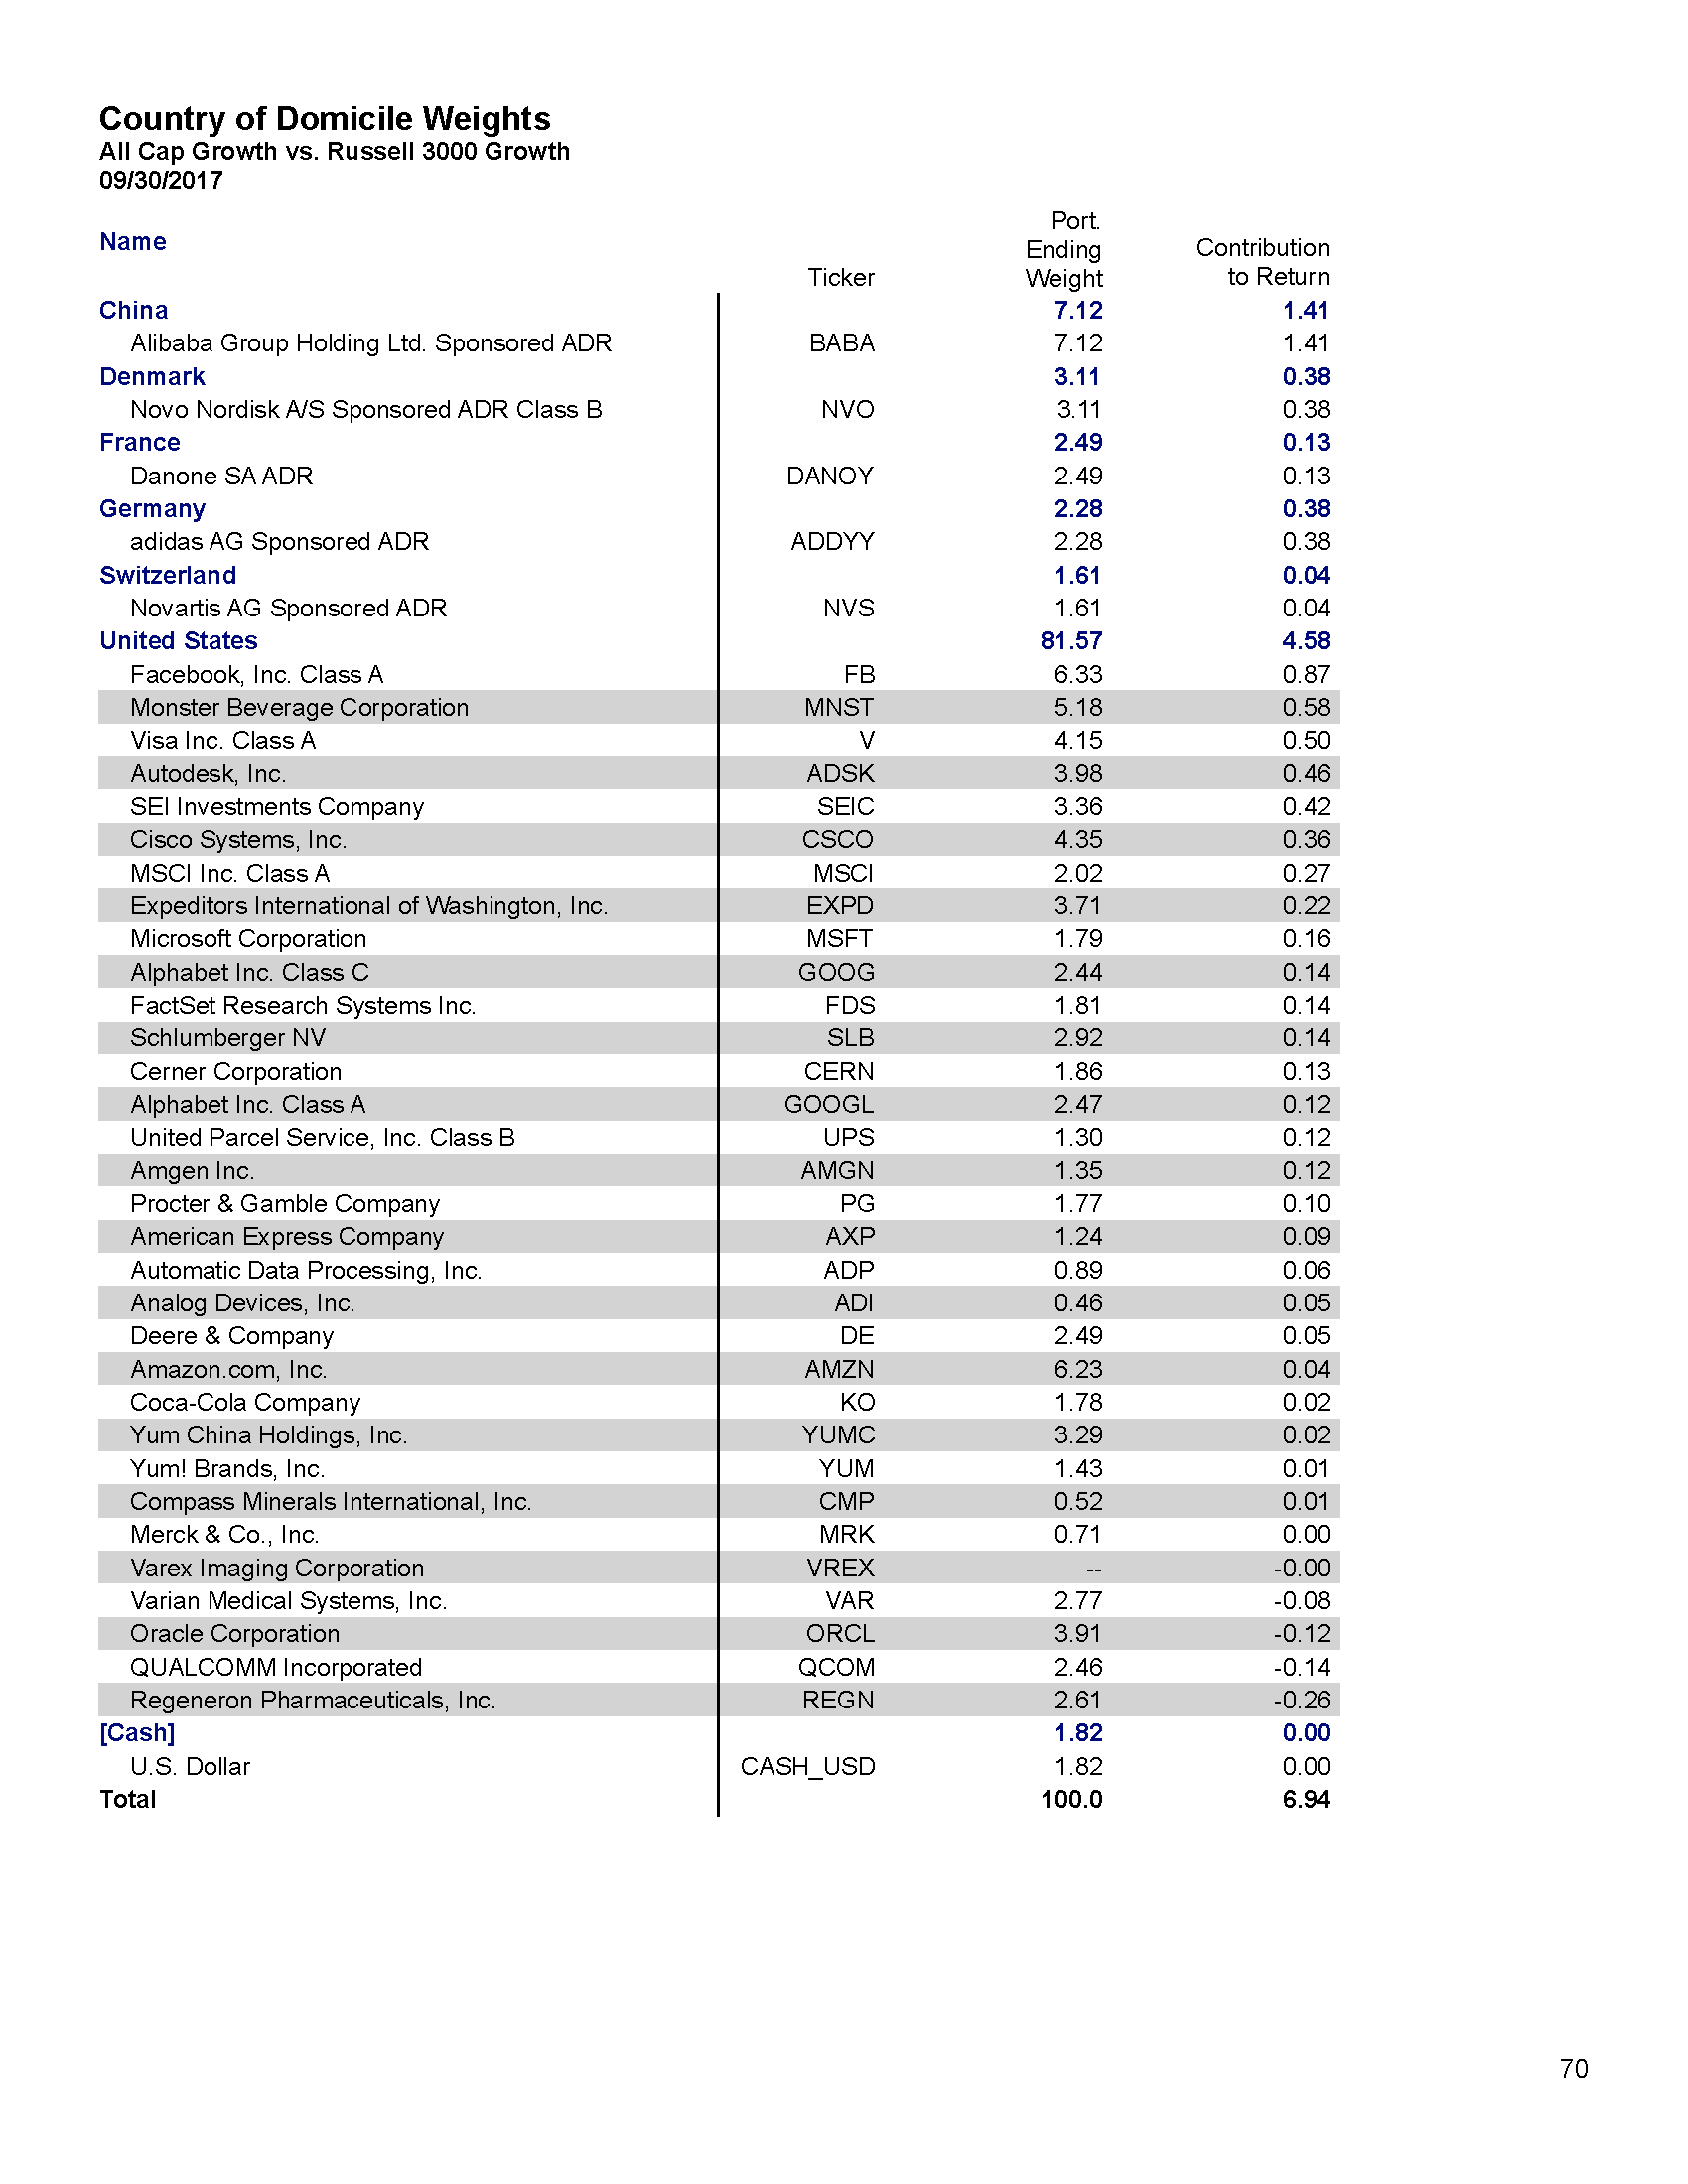 Country of Domicile Weights
All Cap Growth vs. Russell 3000 Growth
09/30/2017
Name Ticker Port. Ending Weight Contribution to Return
China 7.12 1.41
Alibaba Group Holding Ltd. Sponsored ADR BABA 7.12 1.41
Denmark 3.11 0.38
Novo Nordisk A/S Sponsored ADR Class B NVO 3.11 0.38
France 2.49 0.13
Danone SA ADR DANOY 2.49 0.13
Germany 2.28 0.38
adidas AG Sponsored ADR ADDYY 2.28 0.38
Switzerland 1.61 0.04
Novartis AG Sponsored ADR NVS 1.61 0.04
United States 81.57 4.58
Facebook, Inc. Class A FB 6.33 0.87
Monster Beverage Corporation MNST 5.18 0.58
Visa Inc. Class A V 4.15 0.50
Autodesk, Inc. ADSK 3.98 0.46
SEI Investments Company SEIC 3.36 0.42
Cisco Systems, Inc. CSCO 4.35 0.36
MSCI Inc. Class A MSCI 2.02 0.27
Expeditors International of Washington, Inc. EXPD 3.71 0.22
Microsoft Corporation MSFT 1.79 0.16
Alphabet Inc. Class C GOOG 2.44 0.14
FactSet Research Systems Inc. FDS 1.81 0.14
Schlumberger NV SLB 2.92 0.14
Cerner Corporation CERN 1.86 0.13
Alphabet Inc. Class A GOOGL 2.47 0.12
United Parcel Service, Inc. Class B UPS 1.30 0.12
Amgen Inc. AMGN 1.35 0.12
Procter & Gamble Company PG 1.77 0.10
American Express Company AXP 1.24 0.09
Automatic Data Processing, Inc. ADP 0.89 0.06
Analog Devices, Inc. ADI 0.46 0.05
Deere & Company DE 2.49 0.05
Amazon.com, Inc. AMZN 6.23 0.04
Coca-Cola Company KO 1.78 0.02
Yum China Holdings, Inc. YUMC 3.29 0.02
Yum! Brands, Inc. YUM 1.43 0.01
Compass Minerals International, Inc. CMP 0.52 0.01
Merck & Co., Inc. MRK 0.71 0.00
Varex Imaging Corporation VREX -- -0.00
Varian Medical Systems, Inc. VAR 2.77 -0.08
Oracle Corporation ORCL 3.91 -0.12
QUALCOMM Incorporated QCOM 2.46 -0.14
Regeneron Pharmaceuticals, Inc. REGN 2.61 -0.26
[Cash] 1.82 0.00
U.S. Dollar CASH_USD 1.82 0.00
Total 100.0 6.94
70